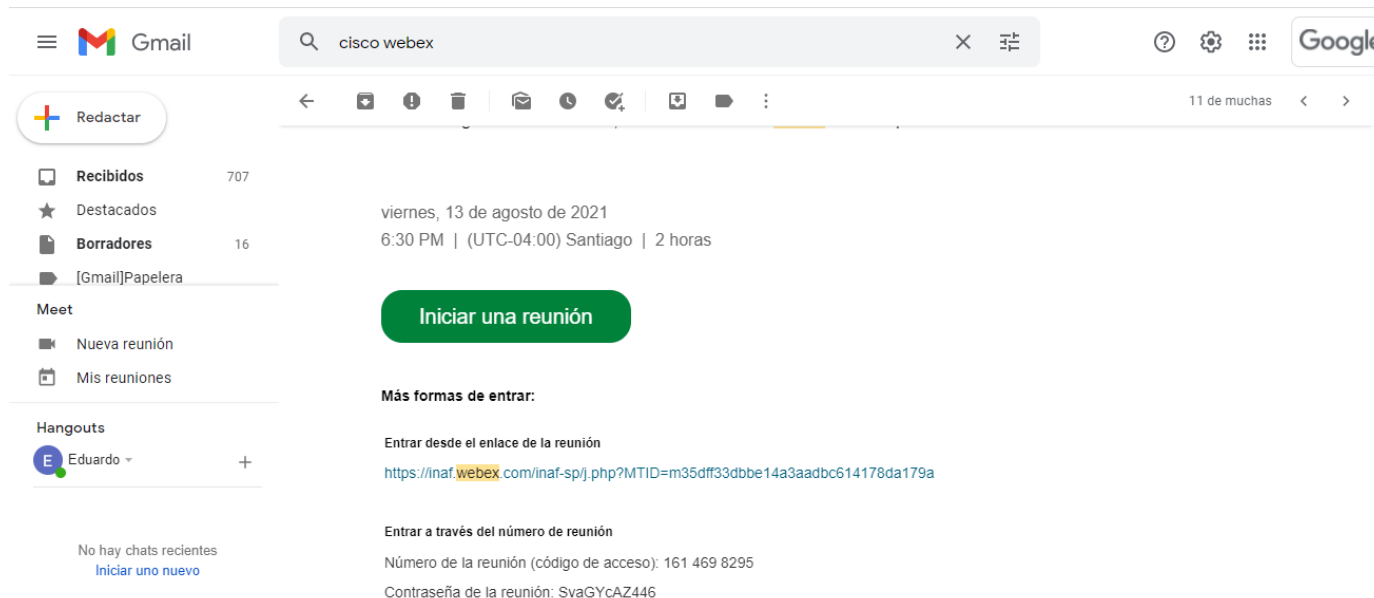 Gmail
cisco webex
Google
Redactar
11 de muchas
Recibidos 707
Destacados
Borradores 16
[Gmail]Papelera
Meet
Nueva reunión
Mis reuniones
Hangouts
E Eduardo
No hay chats recientes
Iniciar uno nuevo
viernes, 13 de agosto de 2021
6:30 PM | (UTC-04:00) Santiago | 2 horas
Iniciar una reunión
Más formas de entrar:
Entrar desde el enlace de la reunión
https://inaf.webex.com/inaf-sp/j.php?MTID=m35dff33dbbe14a3aadbc614178da179a
Entrar a través del número de reunión
Número de la reunión (código de acceso): 161 469 8295
Contraseña de la reunión: SvaGYcAZ446